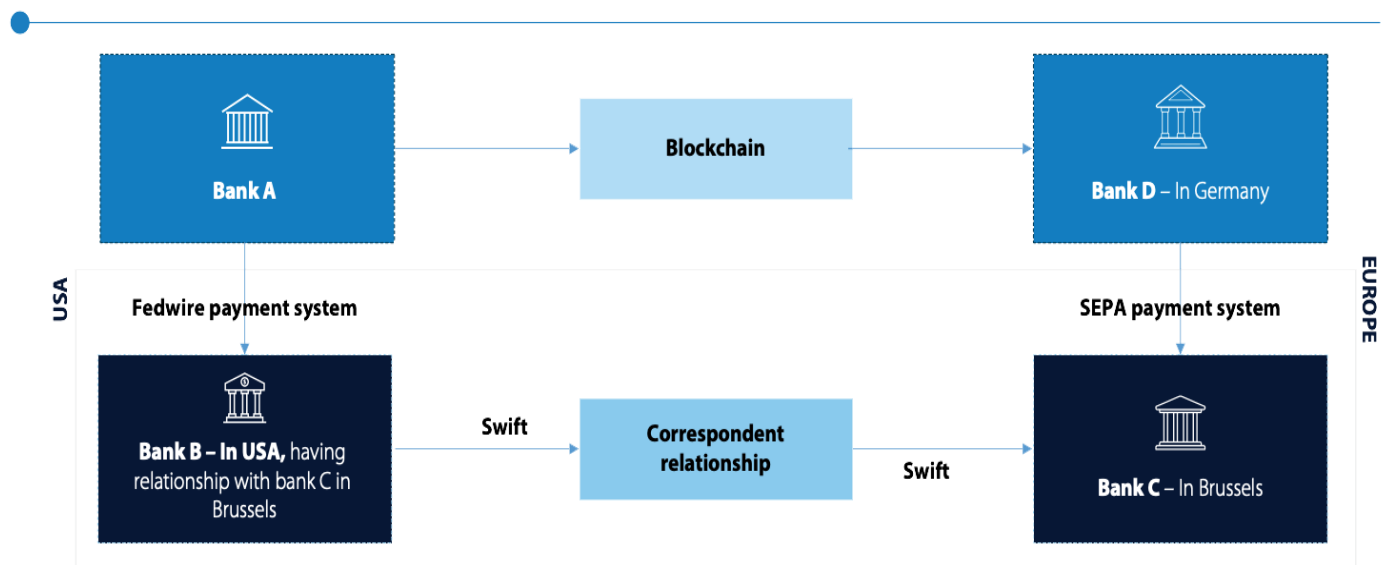 Bank A
Blockchain
Bank D – In Germany
USA
EUROPE
Fedwire payment system
SEPA payment system
Bank B – In USA, having
relationship with bank C in
Brussels
Swift
Correspondent
relationship
Swift
Bank C – In Brussels